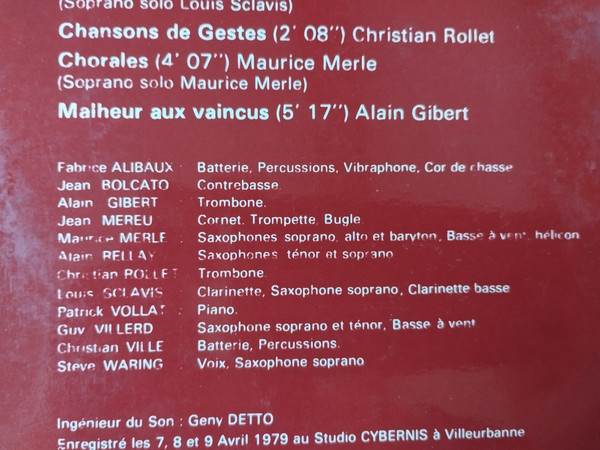 (Soprano solo Louis Sclavis)
Chansons de Gestes (2' 08'') Christian Rollet
Chorales (4' 07'') Maurice Merle
(Soprano solo Maurice Merle)
Malheur aux vaincus (5' 17'') Alain Gibert
Fabrice ALIBAUX : Batterie, Percussions, Vibraphone, Cor de chasse
Jean BOLCATO : Contrebasse.
Alain GIBERT : Trombone.
Jean MEREU : Cornet, Trompette, Bugle.
Maurice MERLE : Saxophones soprano, alto et baryton, Basse à vent, hélicon
Alain RELLAY : Saxophones ténor et soprano
Christian ROLLET : Trombone.
Louis SCLAVIS : Clarinette, Saxophone soprano, Clarinette basse
Patrick VOLLAT : Piano.
Guy VILLERD : Saxophone soprano et ténor, Basse à vent
Christian VILLE : Batterie, Percussions.
Steve WARING : Voix, Saxophone soprano
Ingénieur du Son : Geny DETTO
Enregistré les 7, 8 et 9 Avril 1979 au Studio CYBERNIS à Villeurbanne